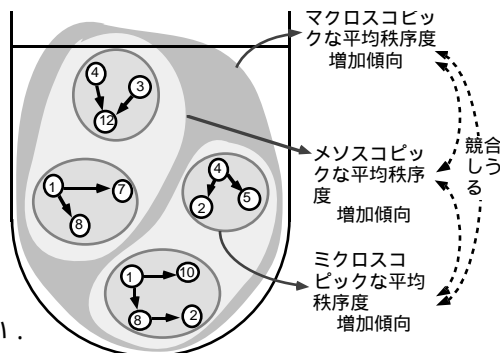 マクロスコピッ
クな平均秩序度
増加傾向
4
3
12
メソスコピッ
クな平均秩序
度
増加傾向
競合
しう
る
1
7
8
4
2
5
ミクロスコ
ピックな平均
秩序度
増加傾向
1
10
8
2